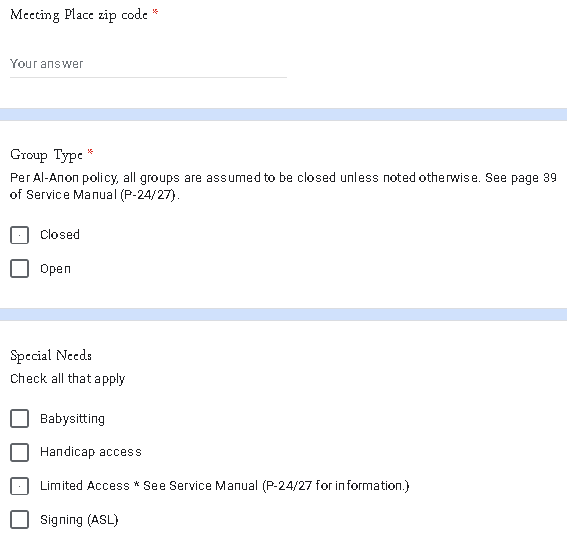 Meeting Place zip code *
Your answer
Group Type *
Per Al-Anon policy, all groups are assumed to be closed unless noted otherwise. See page 39
of Service Manual (P-24/27).
Closed
Open
Special Needs
Check all that apply
Babysitting
Handicap access
Limited Access * See Service Manual (P-24/27 for information.)
Signing (ASL)